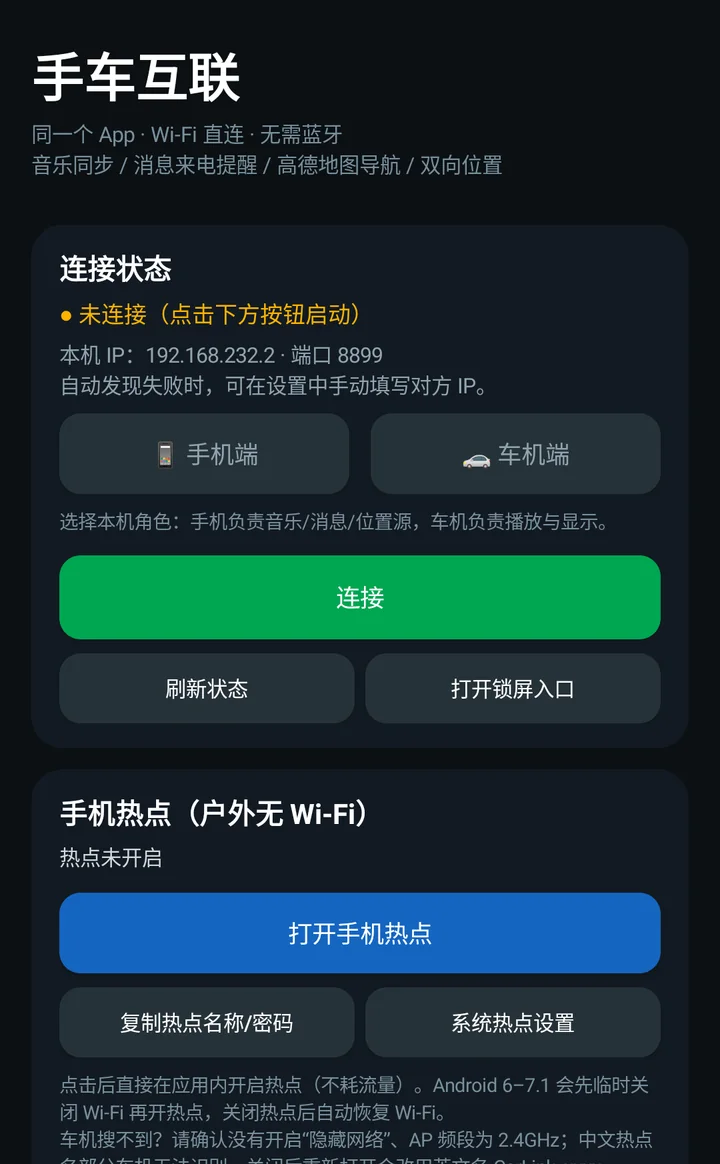 手车互联
同一个 App · Wi-Fi 直连 · 无需蓝牙
音乐同步 / 消息来电提醒 / 高德地图导航 / 双向位置
连接状态
● 未连接（点击下方按钮启动）
本机 IP：192.168.232.2 · 端口 8899
自动发现失败时，可在设置中手动填写对方 IP。
手机端
车机端
选择本机角色：手机负责音乐/消息/位置源，车机负责播放与显示。
连接
刷新状态
打开锁屏入口
手机热点（户外无 Wi-Fi）
热点未开启
打开手机热点
复制热点名称/密码
系统热点设置
点击后直接在应用内开启热点（不耗流量）。Android 6–7.1 会先临时关
闭 Wi-Fi 再开热点，关闭热点后自动恢复 Wi-Fi。
车机搜不到？请确认没有开启“隐藏网络”、AP 频段为 2.4GHz；中文热点